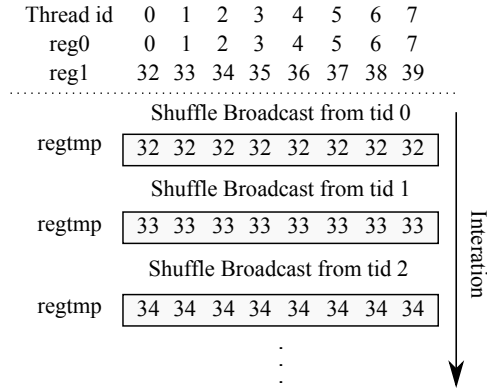 Thread id 0 1 2 3 4 5 6 7
reg0 0 1 2 3 4 5 6 7
reg1 32 33 34 35 36 37 38 39
Shuffle Broadcast from tid 0
regtmp 32 32 32 32 32 32 32 32
Shuffle Broadcast from tid 1
regtmp 33 33 33 33 33 33 33 33
Shuffle Broadcast from tid 2
regtmp 34 34 34 34 34 34 34 34
Interation